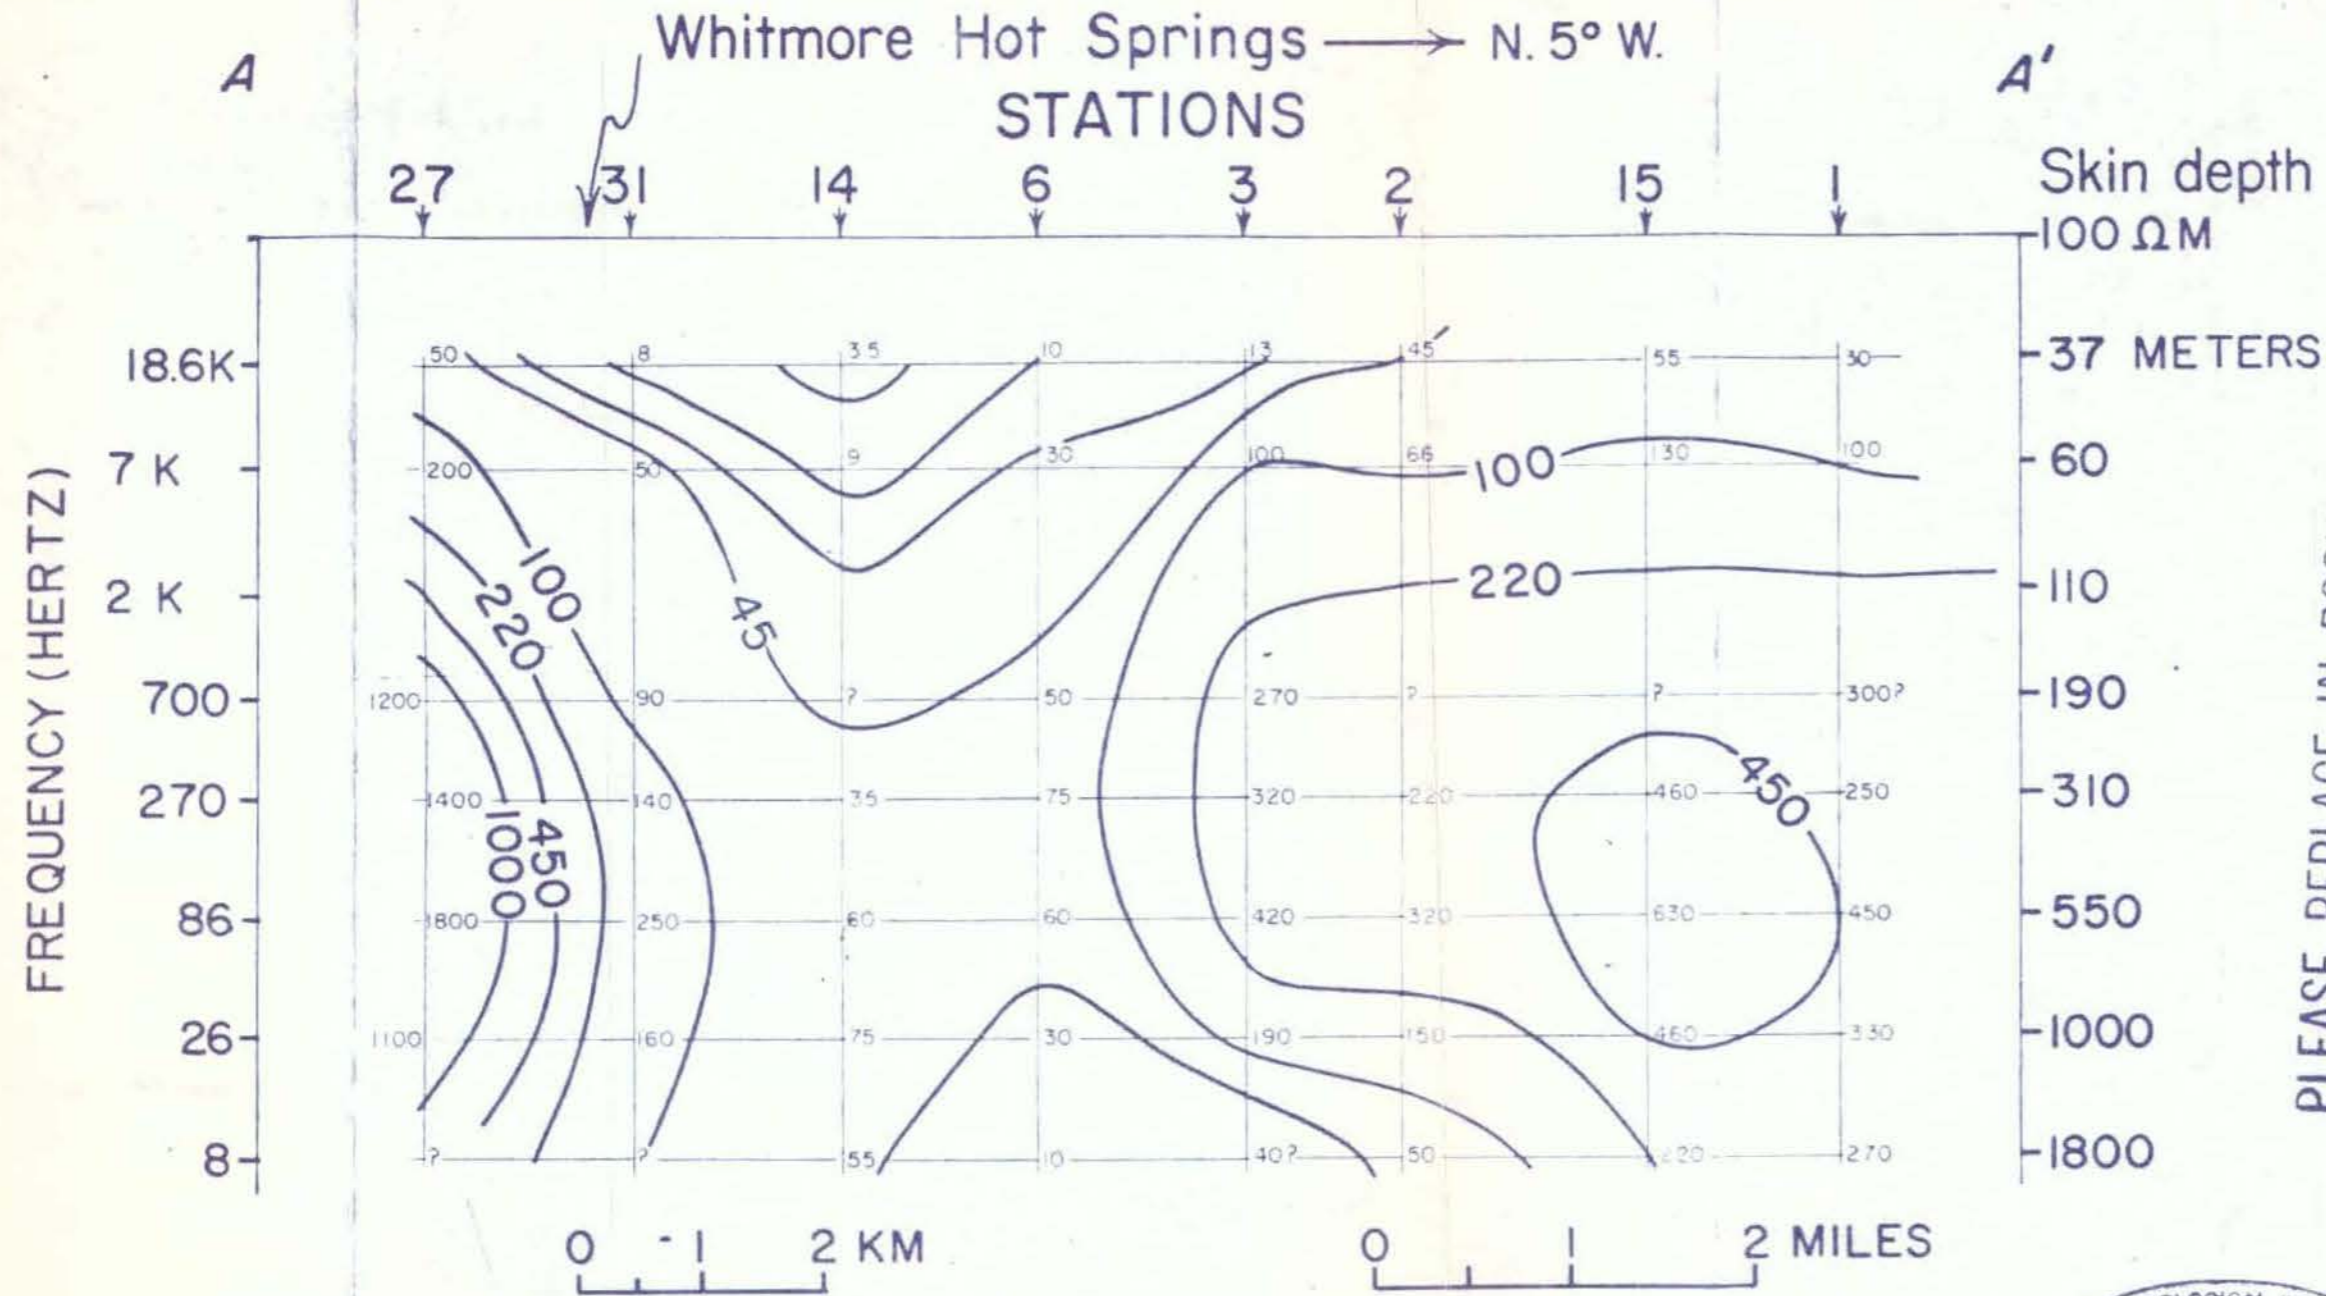 Whitmore Hot Springs → N. 5° W.
A A'
STATIONS
27 31 14 6 3 2 15 1 Skin depth
100 ΩM
18.6K 50 8 3.5 10 13 45 55 30 37 METERS
7 K 200 50 9 30 100 66 100 130 100 60
2 K 100 220 45 220 110
700 1200 90 ? 50 270 ? ? 300? 190
270 1400 140 35 75 320 220 460 450 250 310
1000 450
86 1800 250 60 60 420 320 630 450 550
26 1100 160 75 30 190 150 460 330 1000
8 ? ? 55 10 40? 50 220 270 1800
FREQUENCY (HERTZ)
0 1 2 KM 0 1 2 MILES
PLEASE REPLACE IN